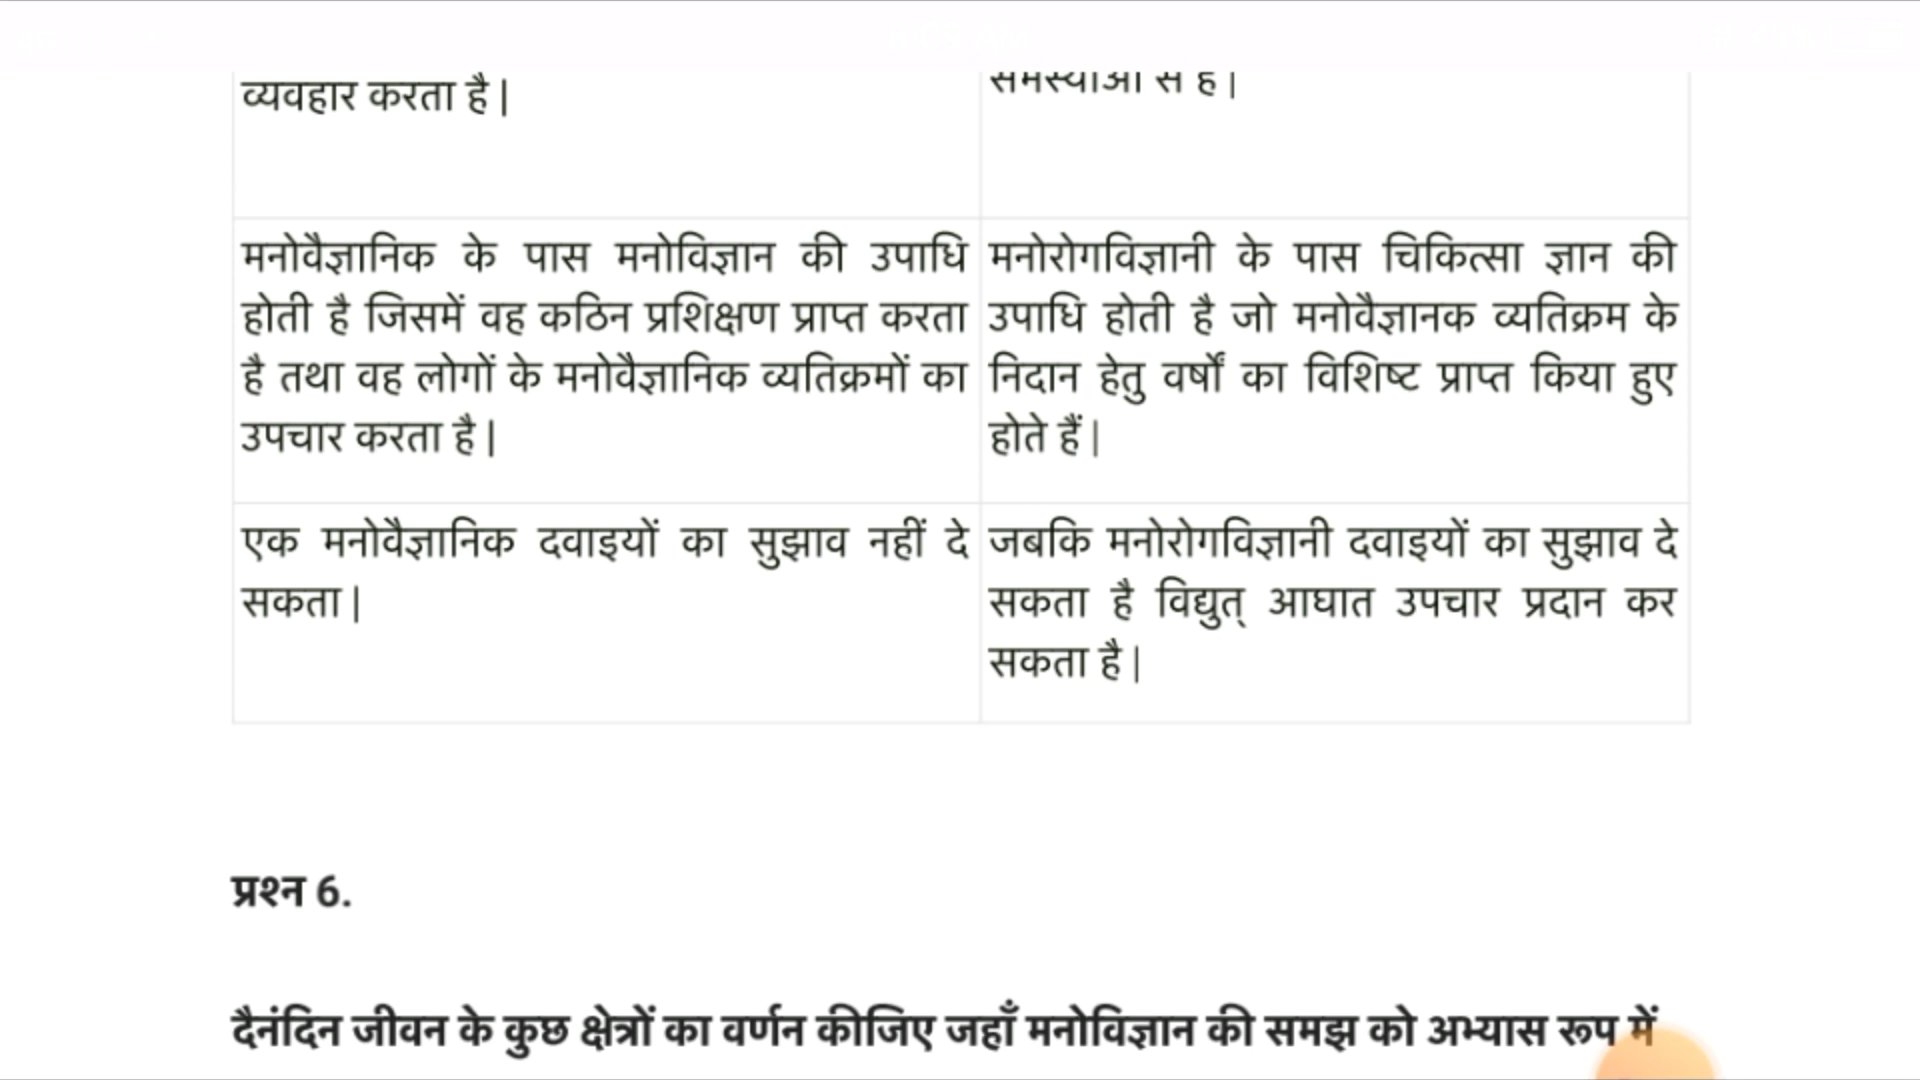 व्यवहार करता है|
समस्याओं से है|
मनोवैज्ञानिक के पास मनोविज्ञान की उपाधि
होती है जिसमें वह कठिन प्रशिक्षण प्राप्त करता
है तथा वह लोगों के मनोवैज्ञानिक व्यतिक्रमों का
उपचार करता है|
मनोरोगविज्ञानी के पास चिकित्सा ज्ञान की
उपाधि होती है जो मनोवैज्ञानक व्यतिक्रम के
निदान हेतु वर्षों का विशिष्ट प्राप्त किया हुए
होते हैं|
एक मनोवैज्ञानिक दवाइयों का सुझाव नहीं दे
सकता|
जबकि मनोरोगविज्ञानी दवाइयों का सुझाव दे
सकता है विद्युत् आघात उपचार प्रदान कर
सकता है|
प्रश्न 6.
दैनंदिन जीवन के कुछ क्षेत्रों का वर्णन कीजिए जहाँ मनोविज्ञान की समझ को अभ्यास रूप में